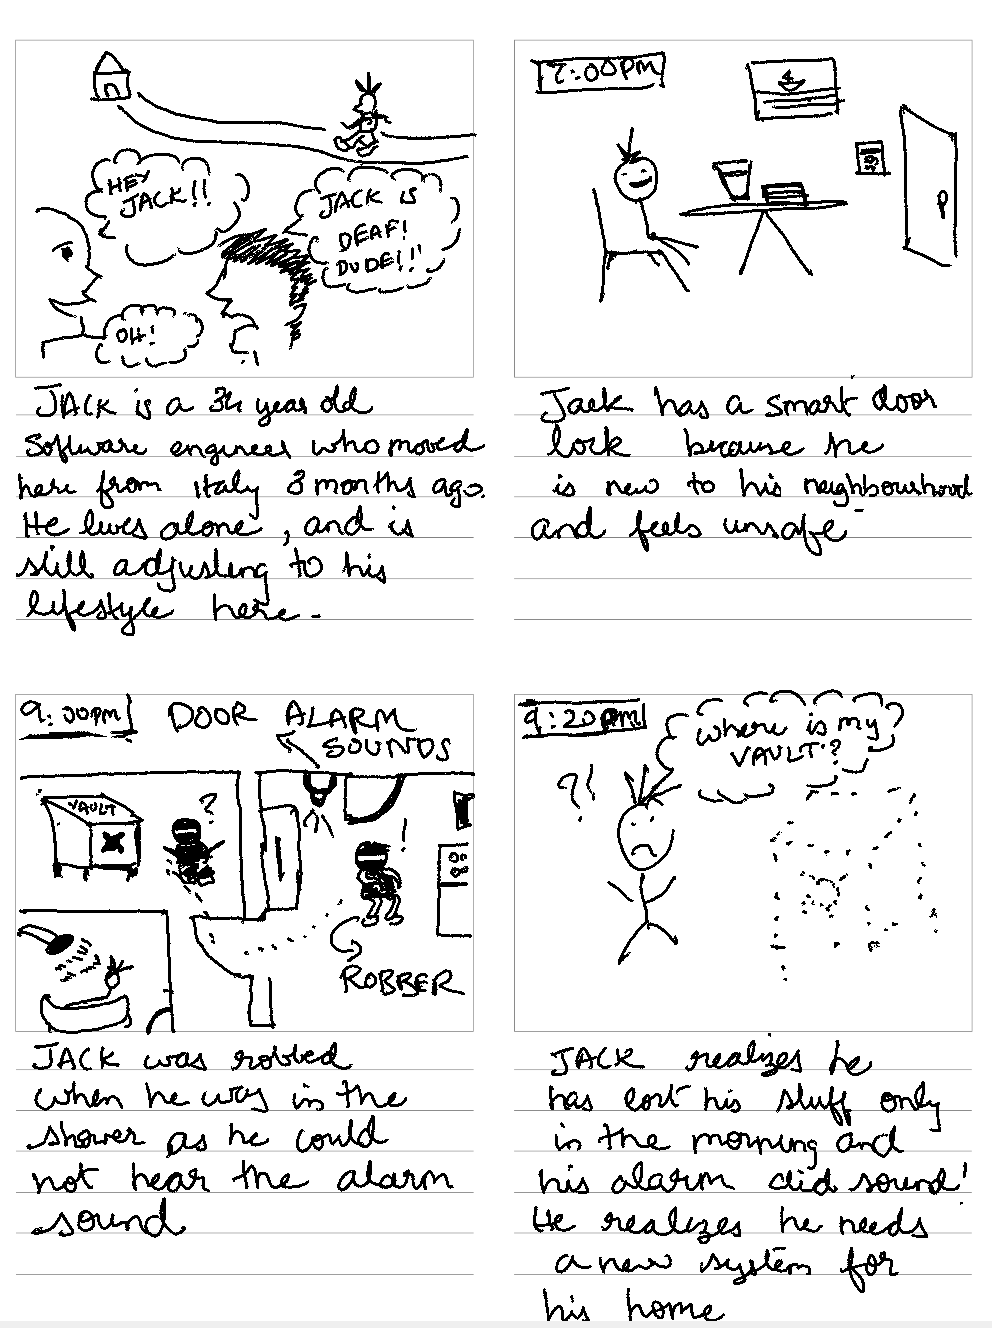 HEY
JACK!!
JACK IS
DEAF!
DUDE!!
OH!
JACK is a 34 year old
Software engineer who moved
here from Italy 3 months ago.
He lives alone, and is
still adjusting to his
lifestyle here.
7:00PM
Jack has a smart door
lock because he
is new to his neighbourhood
and feels unsafe
9:00PM
DOOR ALARM
SOUNDS
VAULT
?
!
ROBBER
JACK was robbed
when he was in the
shower as he could
not hear the alarm
sound
9:20PM
where is my
VAULT?
?!
JACK realizes he
has lost his stuff only
in the morning and
his alarm did sound!
He realizes he needs
a new system for
his home